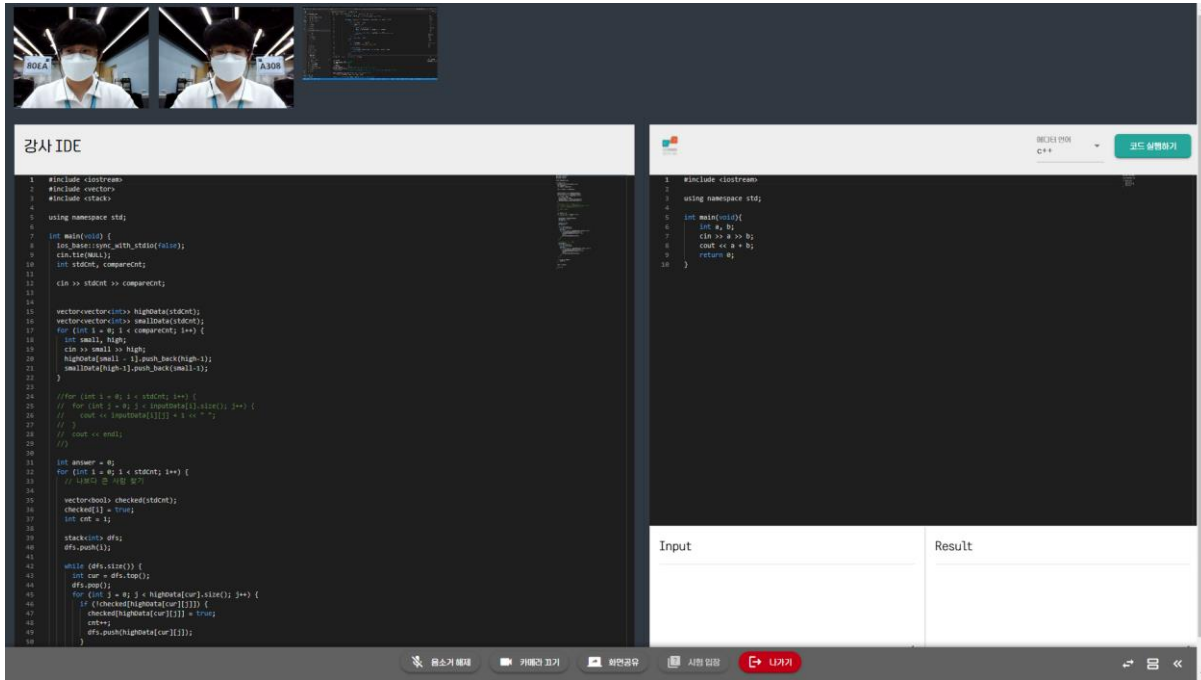 80EA
A308
강사 IDE
에디터 언어
c++
코드 실행하기
1 #include <iostream>
2 #include <vector>
3 #include <stack>
4
5 using namespace std;
6
7 int main(void) {
8 ios_base::sync_with_stdio(false);
9 cin.tie(NULL);
10 int stdCnt, compareCnt;
11
12 cin >> stdCnt >> compareCnt;
13
14
15 vector<vector<int>> highData(stdCnt);
16 vector<vector<int>> smallData(stdCnt);
17 for (int i = 0; i < compareCnt; i++) {
18 int small, high;
19 cin >> small >> high;
20 highData[small - 1].push_back(high-1);
21 smallData[high-1].push_back(small-1);
22 }
23
24 //for (int i = 0; i < stdCnt; i++) {
25 // for (int j = 0; j < inputData[i].size(); j++) {
26 // cout << inputData[i][j] + 1 << " ";
27 // }
28 // cout << endl;
29 //}
30
31 int answer = 0;
32 for (int i = 0; i < stdCnt; i++) {
33 // 나보다 큰 사람 찾기
34
35 vector<bool> checked(stdCnt);
36 checked[i] = true;
37 int cnt = 1;
38
39 stack<int> dfs;
40 dfs.push(i);
41
42 while (dfs.size()) {
43 int cur = dfs.top();
44 dfs.pop();
45 for (int j = 0; j < highData[cur].size(); j++) {
46 if (!checked[highData[cur][j]]) {
47 checked[highData[cur][j]] = true;
48 cnt++;
49 dfs.push(highData[cur][j]);
50 }
1 #include <iostream>
2
3 using namespace std;
4
5 int main(void){
6 int a, b;
7 cin >> a >> b;
8 cout << a + b;
9 return 0;
10 }
Input
Result
음소거 해제
카메라 끄기
화면공유
시험 입장
나가기